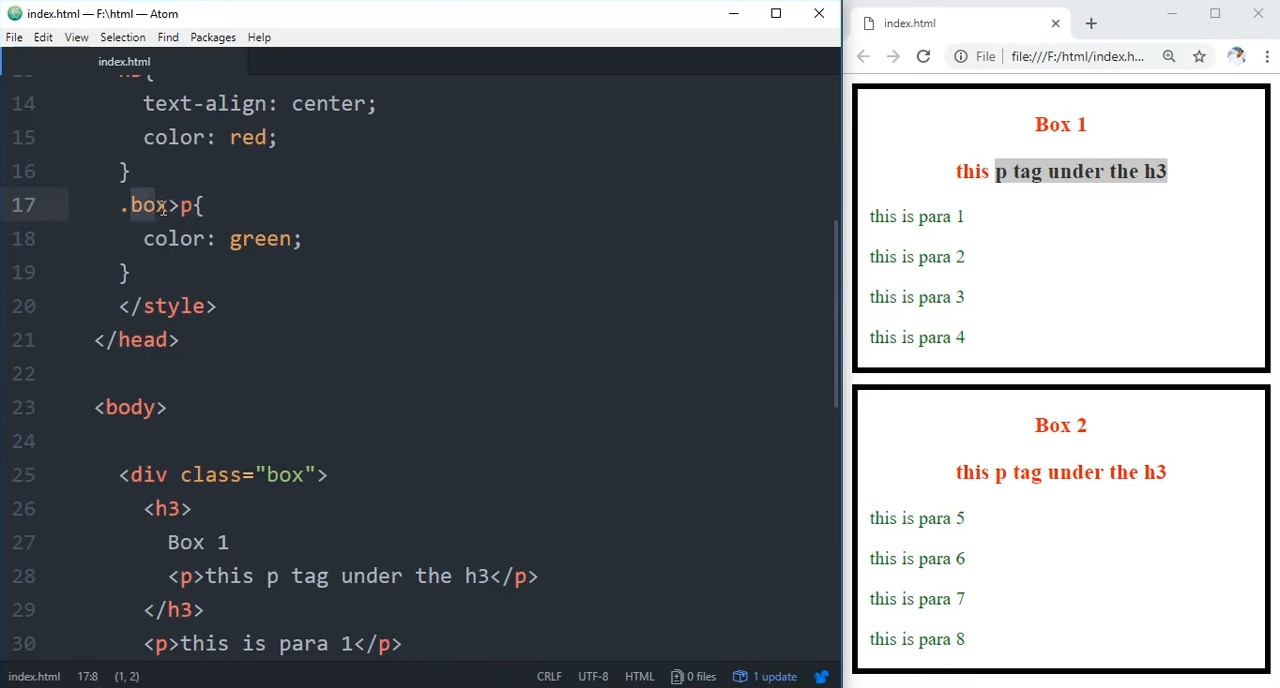 index.html — F:\html — Atom
File Edit View Selection Find Packages Help
index.html
14 text-align: center;
15 color: red;
16 }
17 .box>p{
18 color: green;
19 }
20 </style>
21 </head>
22
23 <body>
24
25 <div class="box">
26 <h3>
27 Box 1
28 <p>this p tag under the h3</p>
29 </h3>
30 <p>this is para 1</p>
index.html 17:8 (1, 2) CRLF UTF-8 HTML 0 files 1 update
index.html
File file:///F:/html/index.h...
Box 1
this p tag under the h3
this is para 1
this is para 2
this is para 3
this is para 4
Box 2
this p tag under the h3
this is para 5
this is para 6
this is para 7
this is para 8